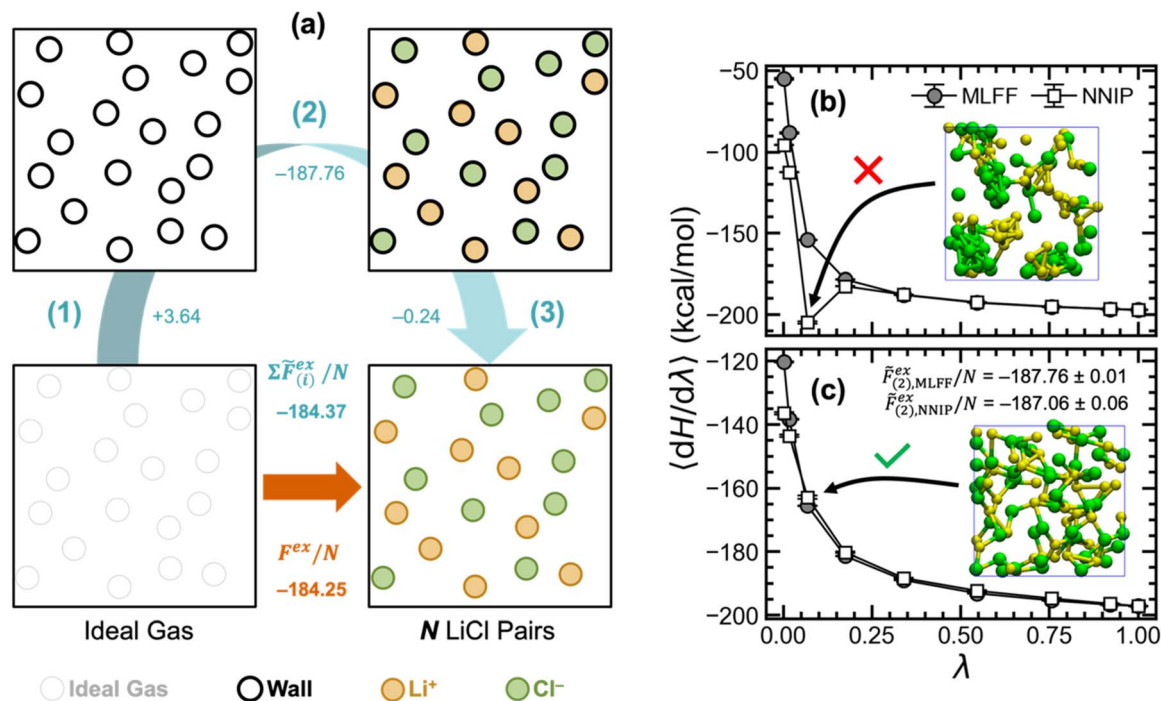 (a)
(2)
−187.76
(1)
+3.64
−0.24
(3)
ΣF̃ᵉˣ₍ᵢ₎/N
−184.37
Fᵉˣ/N
−184.25
Ideal Gas
N LiCl Pairs
Ideal Gas
Wall
Li⁺
Cl⁻
(b)
MLFF
NNIP
−50
−100
−150
−200
⟨dH/dλ⟩ (kcal/mol)
(c)
F̃ᵉˣ₍₂₎,MLFF/N = −187.76 ± 0.01
F̃ᵉˣ₍₂₎,NNIP/N = −187.06 ± 0.06
−120
−140
−160
−180
−200
0.00 0.25 0.50 0.75 1.00
λ